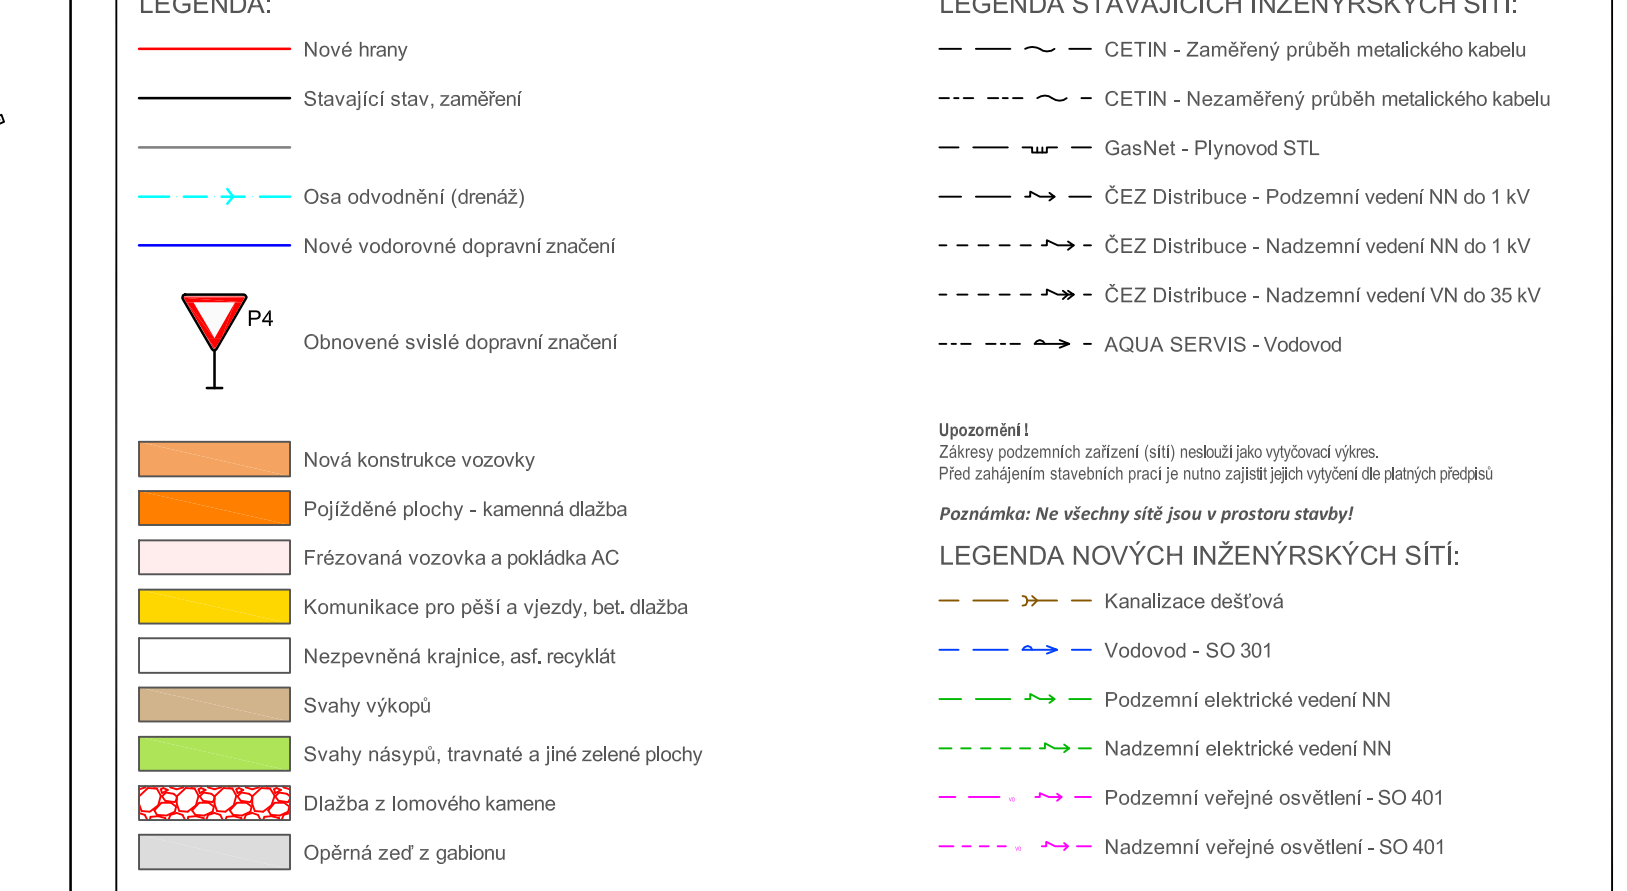 LEGENDA:
Nové hrany
Stavající stav, zaměření
Osa odvodnění (drenáž)
Nové vodorovné dopravní značení
P4
Obnovené svislé dopravní značení
Nová konstrukce vozovky
Pojížděné plochy - kamenná dlažba
Frézovaná vozovka a pokládka AC
Komunikace pro pěší a vjezdy, bet. dlažba
Nezpevněná krajnice, asf. recyklát
Svahy výkopů
Svahy násypů, travnaté a jiné zelené plochy
Dlažba z lomového kamene
Opěrná zeď z gabionu
LEGENDA STÁVAJÍCÍCH INŽENÝRSKÝCH SÍTÍ:
CETIN - Zaměřený průběh metalického kabelu
CETIN - Nezaměřený průběh metalického kabelu
GasNet - Plynovod STL
ČEZ Distribuce - Podzemní vedení NN do 1 kV
ČEZ Distribuce - Nadzemní vedení NN do 1 kV
ČEZ Distribuce - Nadzemní vedení VN do 35 kV
AQUA SERVIS - Vodovod
Upozornění !
Zákresy podzemních zařízení (sítí) neslouží jako vytyčovací výkres.
Před zahájením stavebních prací je nutno zajistit jejich vytyčení dle platných předpisů
Poznámka: Ne všechny sítě jsou v prostoru stavby!
LEGENDA NOVÝCH INŽENÝRSKÝCH SÍTÍ:
Kanalizace dešťová
Vodovod - SO 301
Podzemní elektrické vedení NN
Nadzemní elektrické vedení NN
VO
Podzemní veřejné osvětlení - SO 401
VO
Nadzemní veřejné osvětlení - SO 401